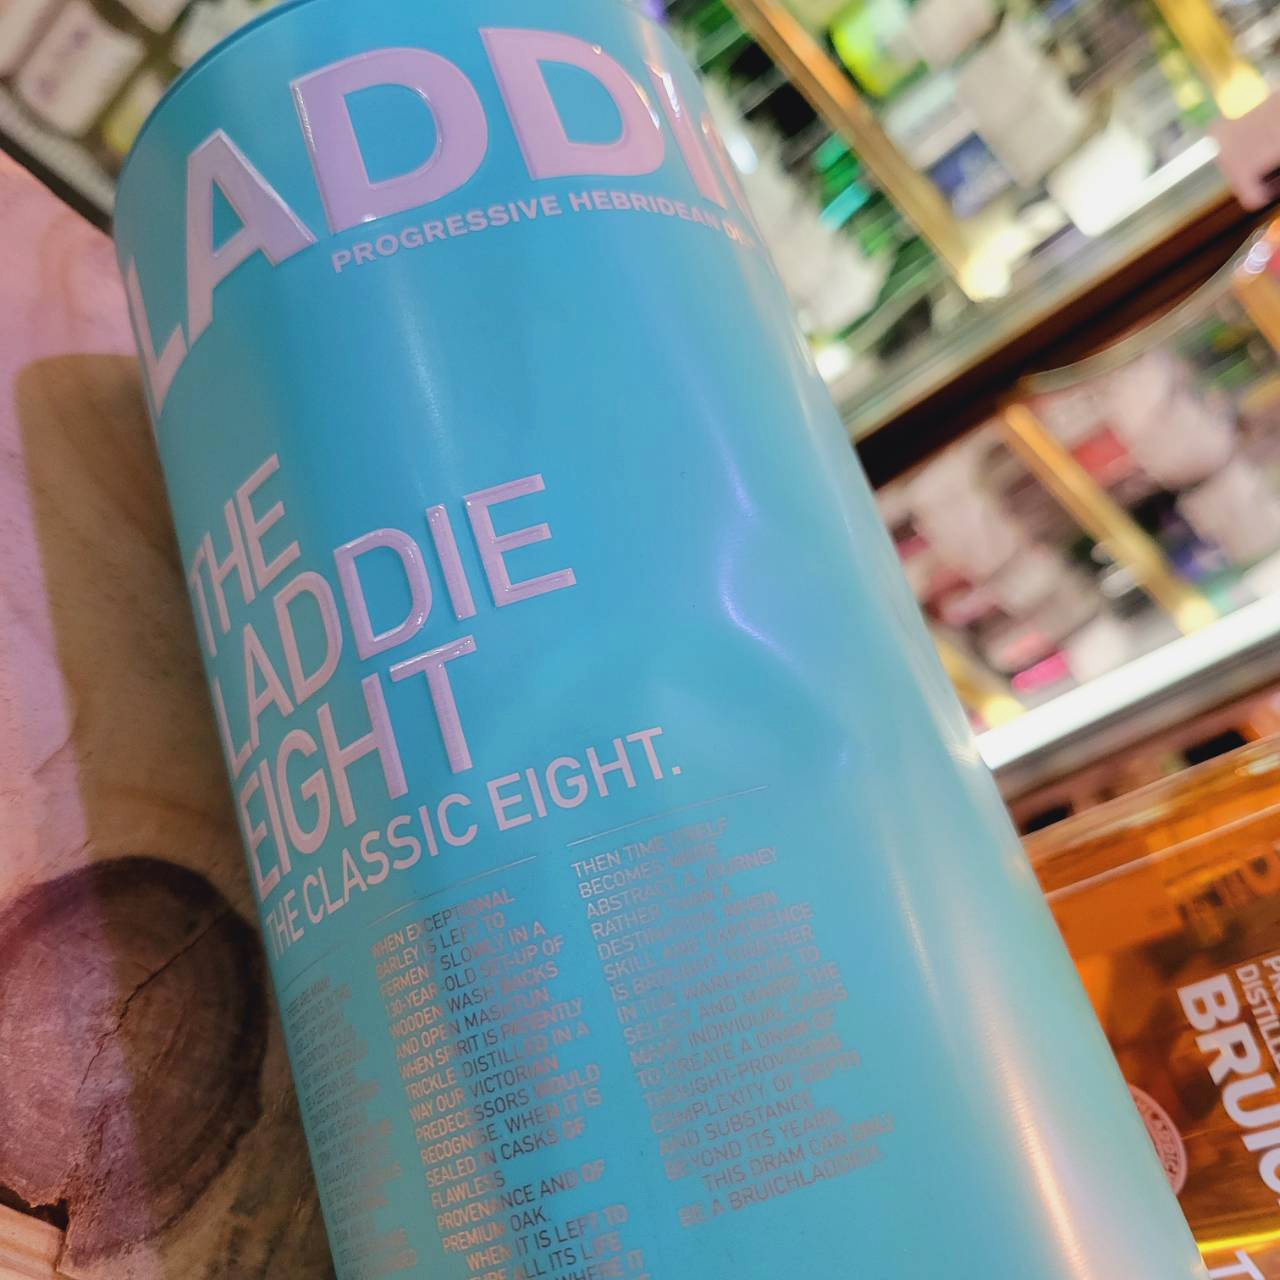 LADDI
PROGRESSIVE HEBRIDEAN
THE
LADDIE
EIGHT
THE CLASSIC EIGHT.
WHEN EXCEPTIONAL
BARLEY IS LEFT TO
FERMENT SLOWLY IN A
130-YEAR-OLD SET-UP OF
WOODEN WASH BACKS
AND OPEN MASHTUN.
WHEN SPIRIT IS PATIENTLY
TRICKLE-DISTILLED IN A
WAY OUR VICTORIAN
PREDECESSORS WOULD
RECOGNISE. WHEN IT IS
SEALED IN CASKS OF
FLAWLESS
PROVENANCE AND OF
PREMIUM OAK.
WHEN IT IS LEFT TO
ALL ITS LIFE
WHERE IT
THEN TIME ITSELF
BECOMES MORE
ABSTRACT. A JOURNEY
RATHER THAN A
DESTINATION. WHEN
SKILL AND EXPERIENCE
IS BROUGHT TOGETHER
IN THE WAREHOUSE TO
SELECT AND MARRY THE
MANY INDIVIDUAL CASKS
TO CREATE A DRAM OF
THOUGHT-PROVOKING
COMPLEXITY OF DEPTH
AND SUBSTANCE
BEYOND ITS YEARS.
THIS DRAM CAN ONLY
BE A BRUICHLADDICH.
DISTILL
BRUIC